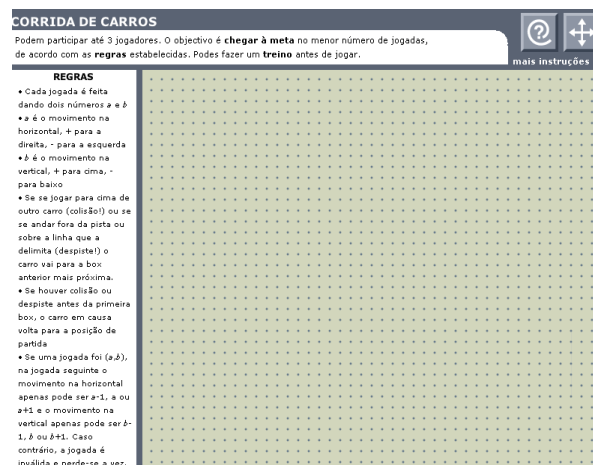 CORRIDA DE CARROS
Podem participar até 3 jogadores. O objectivo é chegar à meta no menor número de jogadas,
de acordo com as regras estabelecidas. Podes fazer um treino antes de jogar.
mais instruções
REGRAS
• Cada jogada é feita
dando dois números a e b
• a é o movimento na
horizontal, + para a
direita, - para a esquerda
• b é o movimento na
vertical, + para cima, -
para baixo
• Se se jogar para cima de
outro carro (colisão!) ou se
se andar fora da pista ou
sobre a linha que a
delimita (despiste!) o
carro vai para a box
anterior mais próxima.
• Se houver colisão ou
despiste antes da primeira
box, o carro em causa
volta para a posição de
partida
• Se uma jogada foi (a,b),
na jogada seguinte o
movimento na horizontal
apenas pode ser a-1, a ou
a+1 e o movimento na
vertical apenas pode ser b-
1, b ou b+1. Caso
contrário, a jogada é
inválida e perde-se a vez.